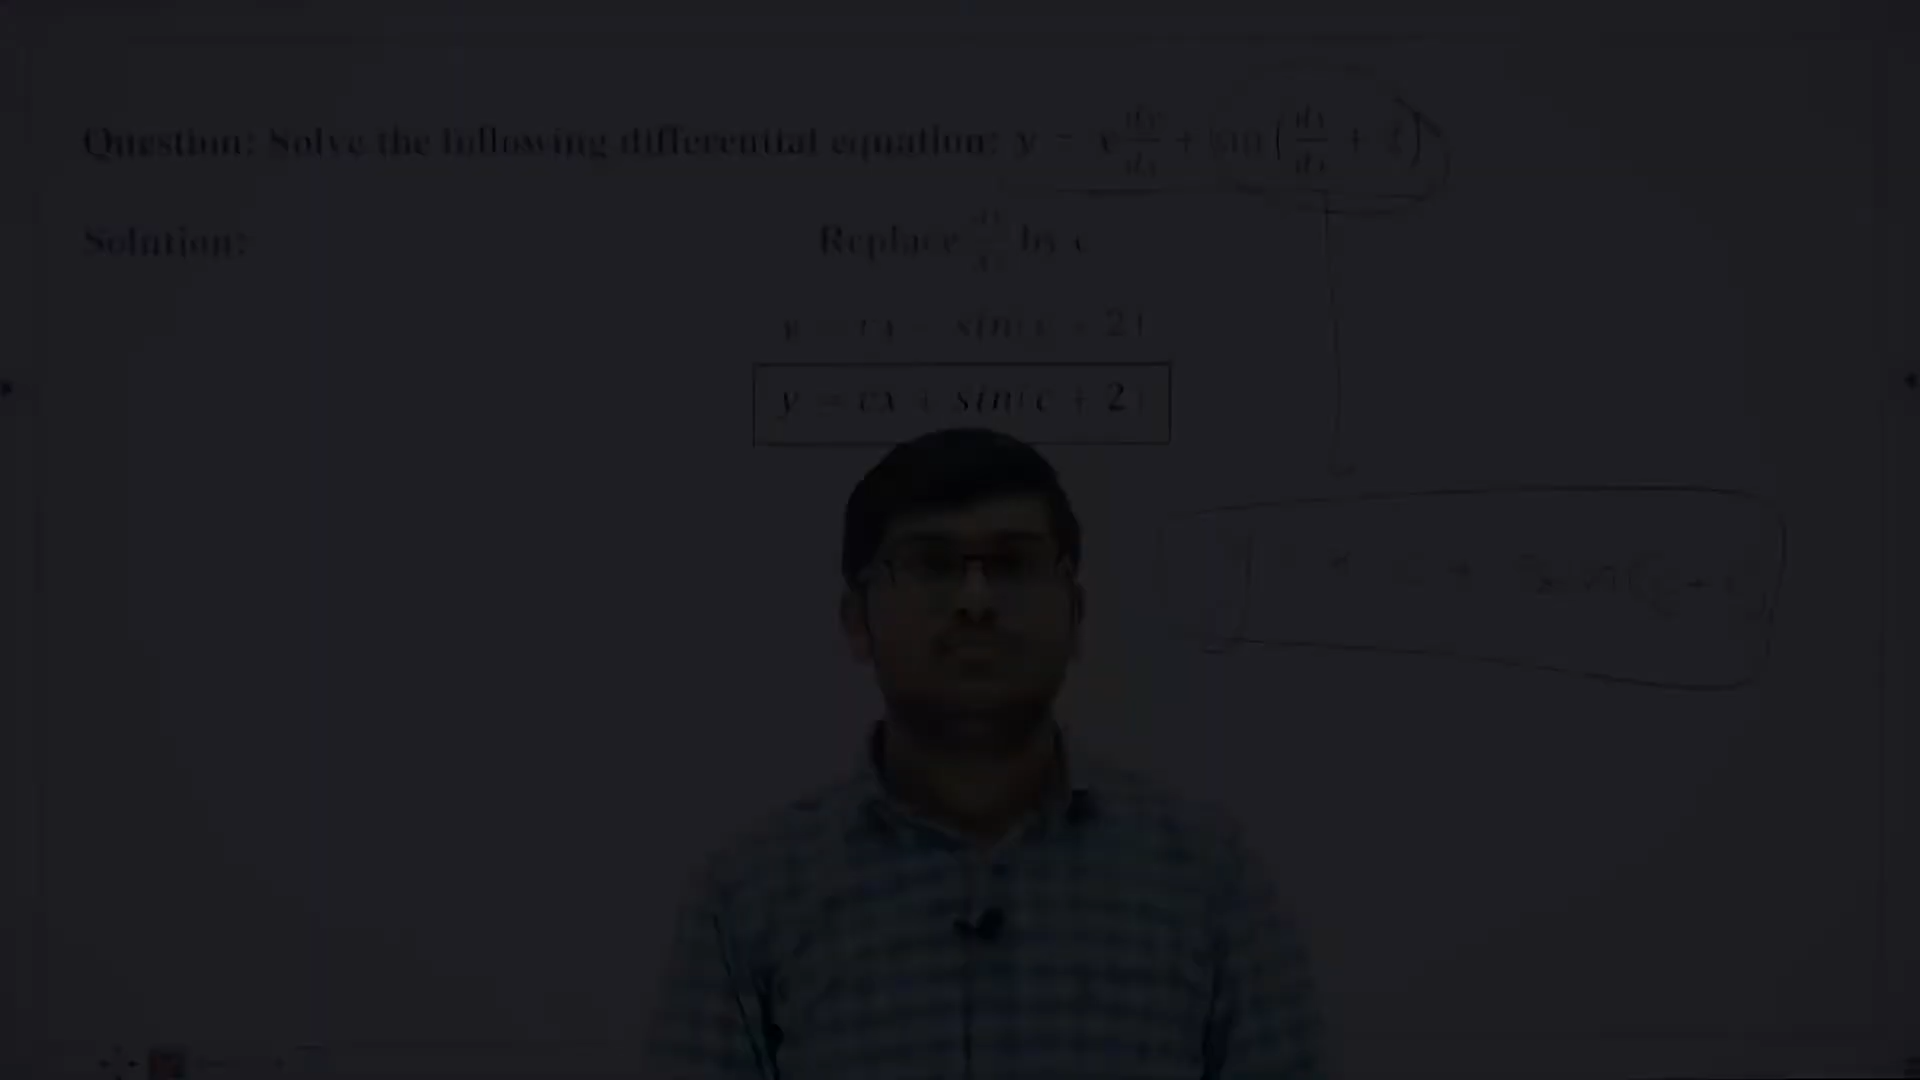 Question: Solve the following differential equation: y = x dy/dx + sin(dy/dx + 2)
Solution:
Replace dy/dx by c
y = cx + sin(c + 2)
y = cx + sin(c + 2)
y = x c + sin(c +